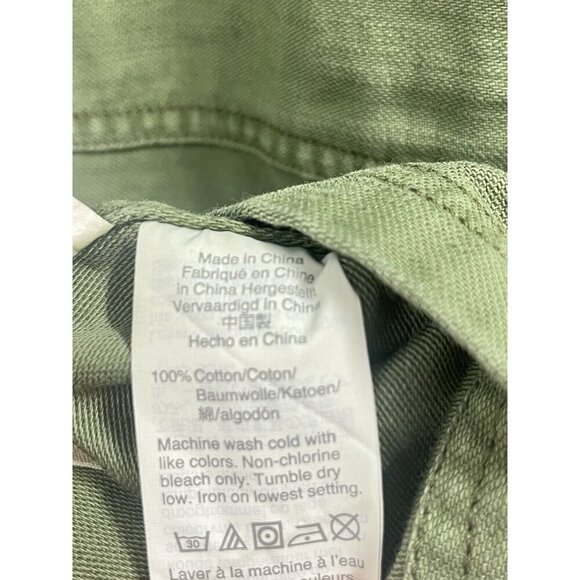 Made in China
Fabriqué en Chine
in China Hergestellt
Vervaardigd in China
中国製
Hecho en China
100% Cotton/Coton/
Baumwolle/Katoen/
綿/algodón
Machine wash cold with
like colors. Non-chlorine
bleach only. Tumble dry
low. Iron on lowest setting.
30
Laver à la machine à l'eau
couleurs